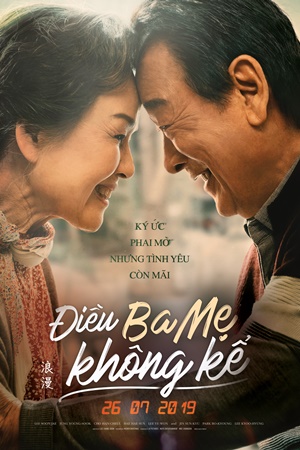 KÝ ỨC
PHAI MỜ
NHƯNG TÌNH YÊU
CÒN MÃI
Điều Ba Mẹ
không kể
浪漫
26 07 2019